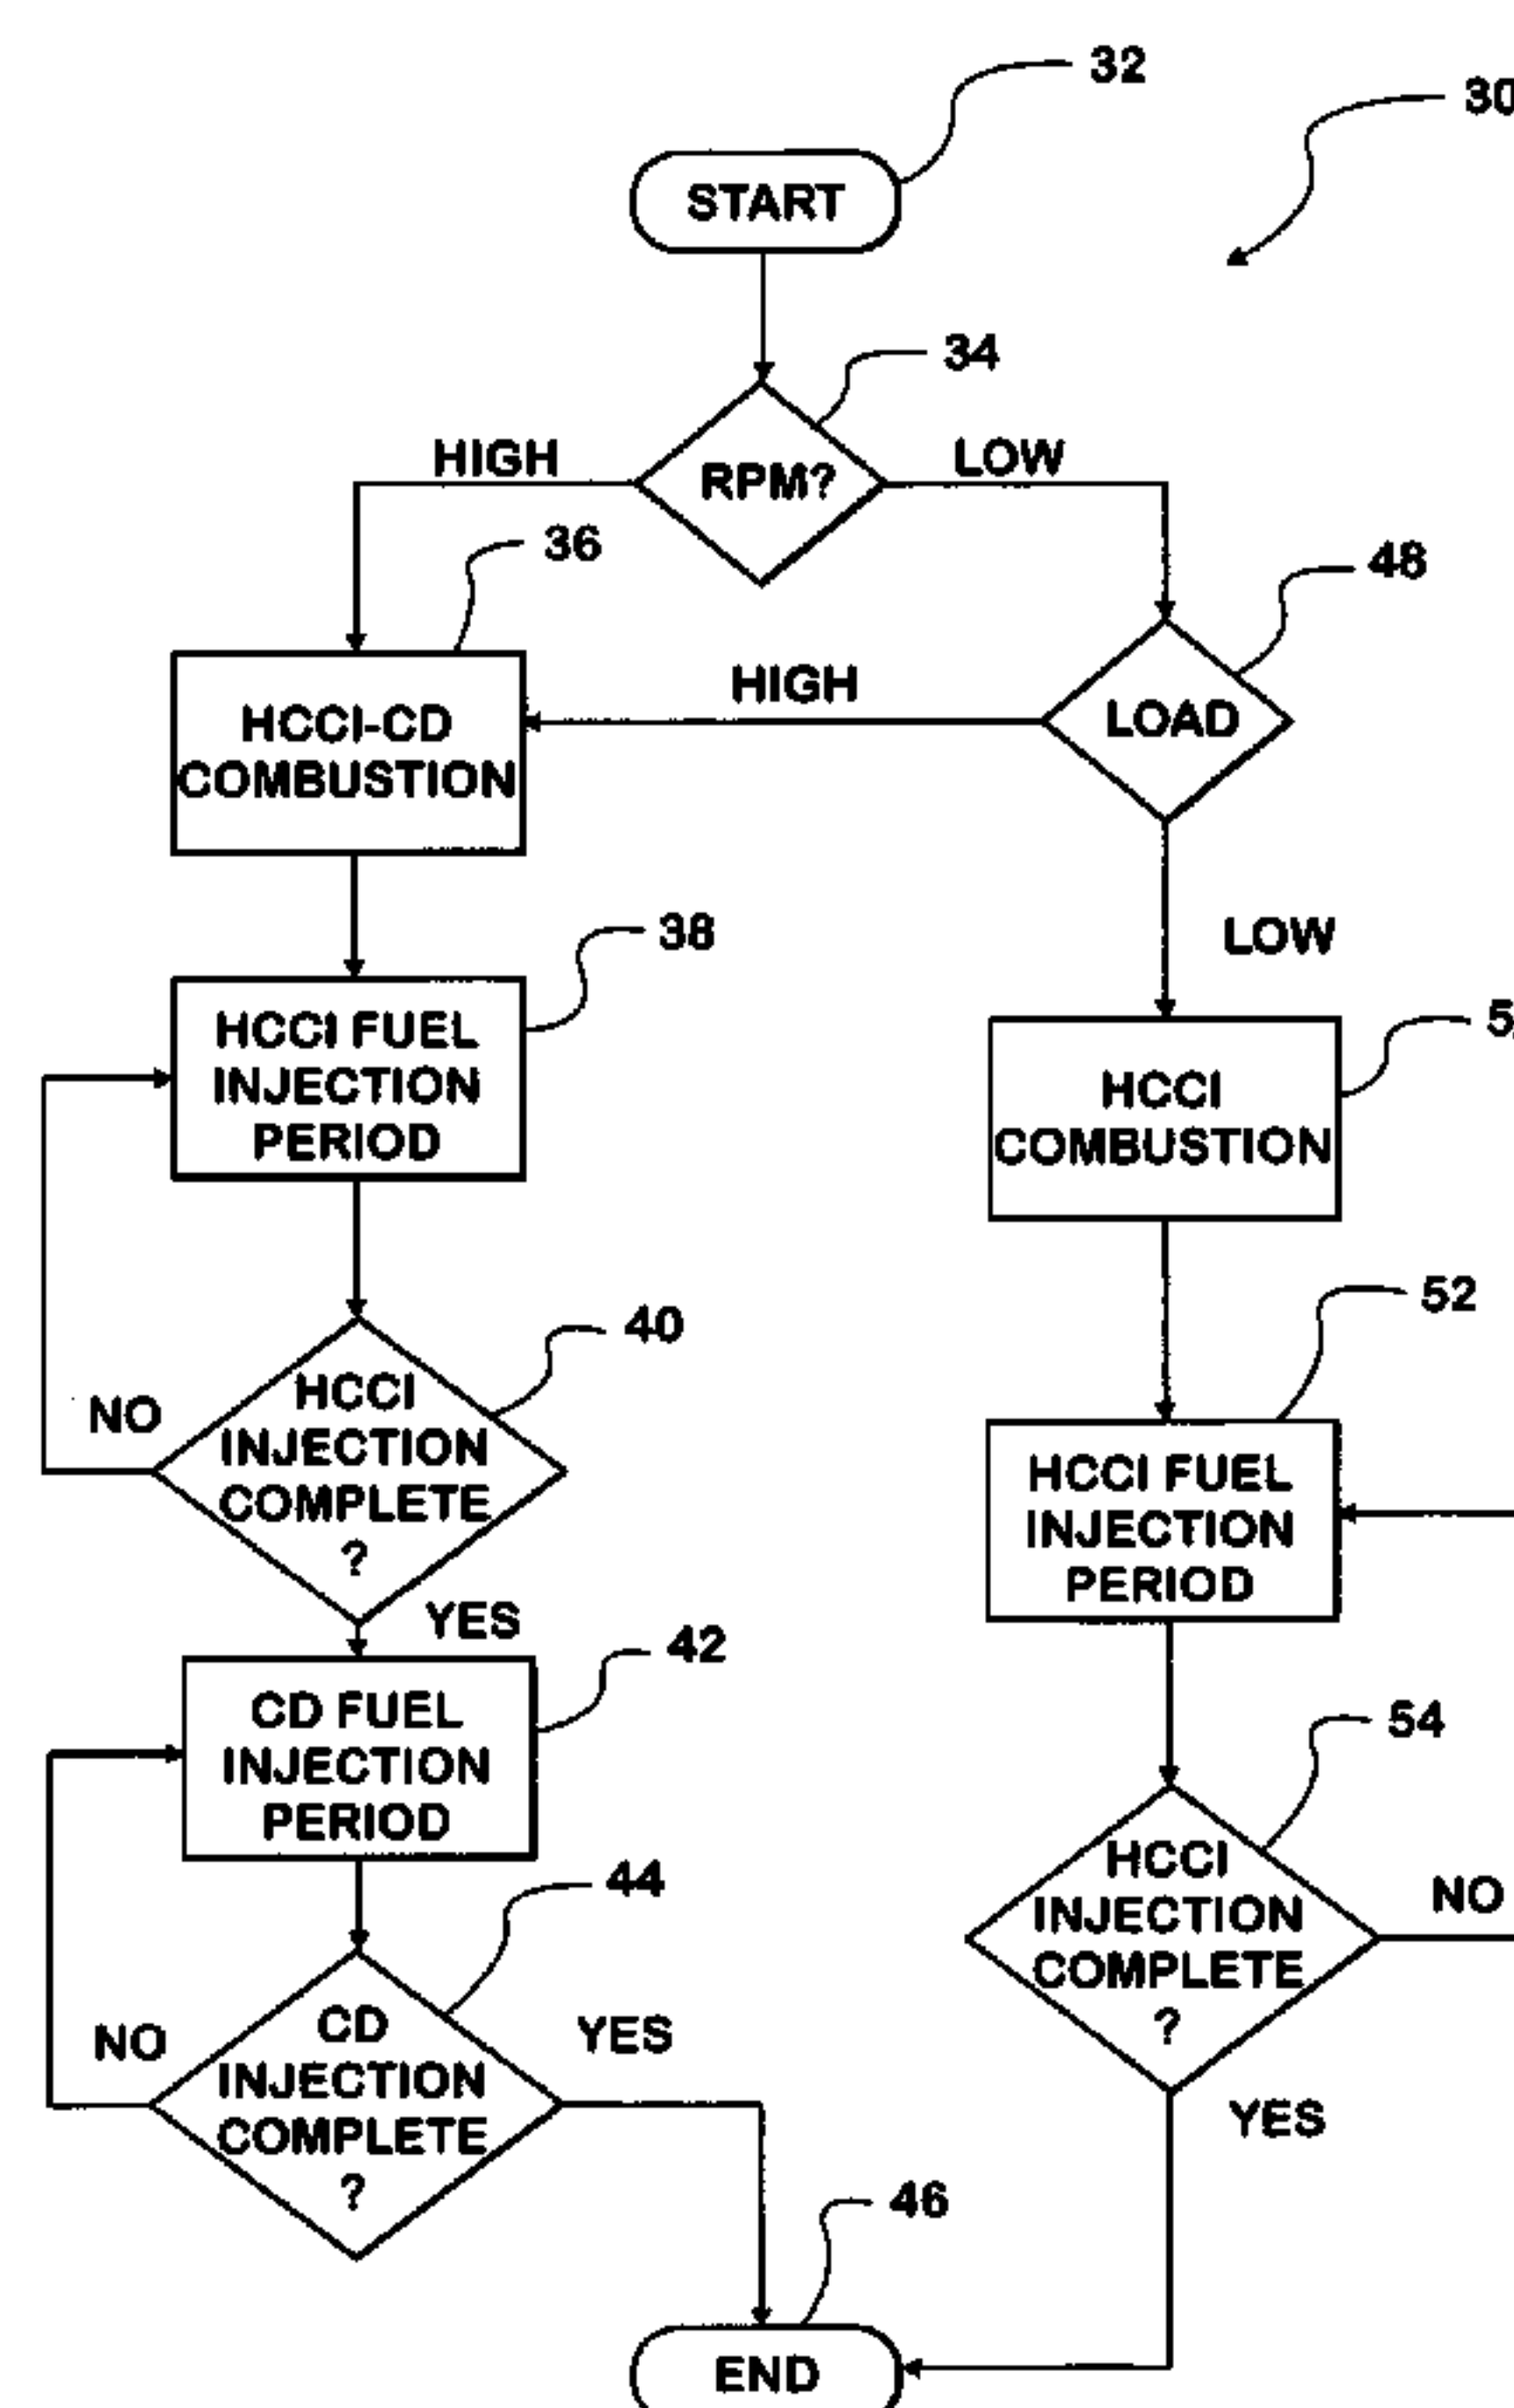 32
30
START
34
HIGH
RPM?
LOW
36
48
HCCI-CD
COMBUSTION
HIGH
LOAD
38
LOW
HCCI FUEL
INJECTION
PERIOD
HCCI
COMBUSTION
52
40
NO
HCCI
INJECTION
COMPLETE
?
HCCI FUEL
INJECTION
PERIOD
YES
42
CD FUEL
INJECTION
PERIOD
54
44
HCCI
INJECTION
COMPLETE
?
NO
NO
CD
INJECTION
COMPLETE
?
YES
YES
46
END